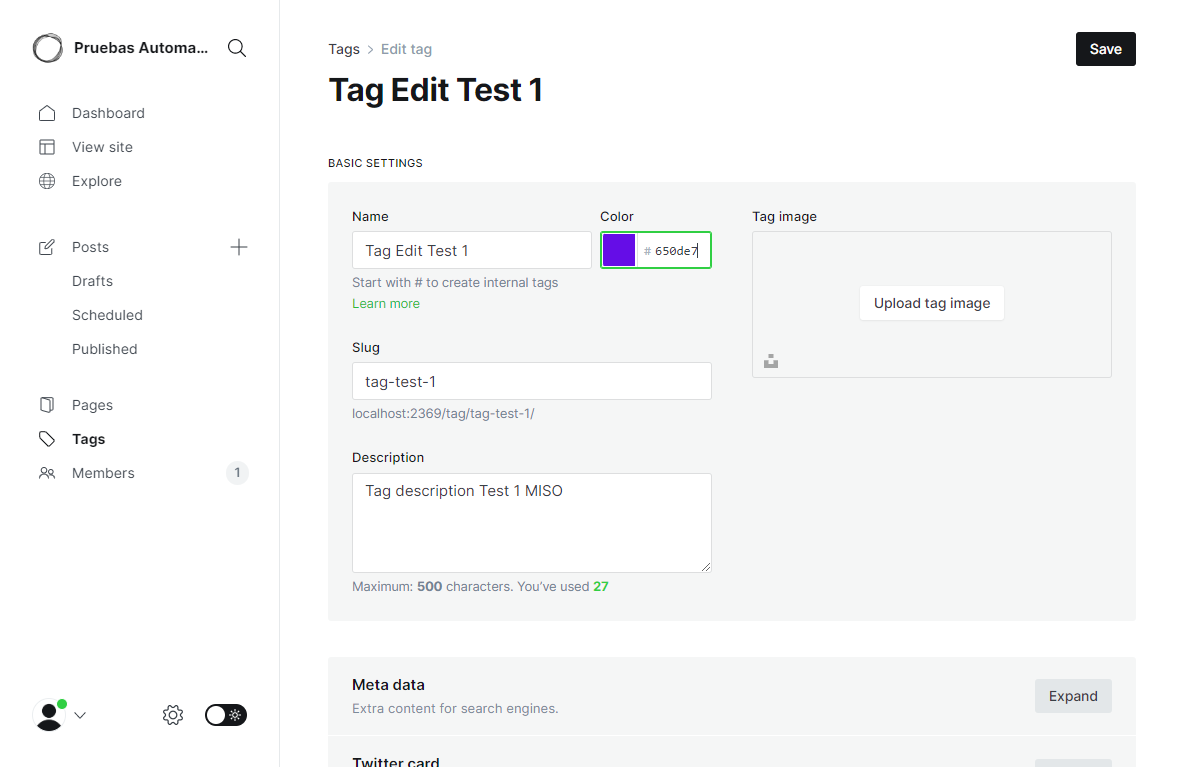 Pruebas Automa...
Dashboard
View site
Explore
Posts
Drafts
Scheduled
Published
Pages
Tags
Members
1
Tags > Edit tag
Save
Tag Edit Test 1
BASIC SETTINGS
Name
Tag Edit Test 1
Start with # to create internal tags
Learn more
Color
# 650de7
Slug
tag-test-1
localhost:2369/tag/tag-test-1/
Description
Tag description Test 1 MISO
Maximum: 500 characters. You’ve used 27
Tag image
Upload tag image
Meta data
Extra content for search engines.
Expand
Twitter card